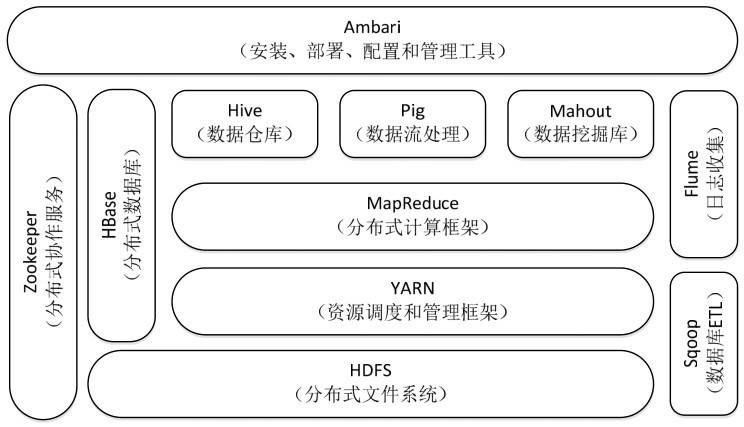 Ambari
（安装、部署、配置和管理工具）
Zookeeper
（分布式协作服务）
HBase
（分布式数据库）
Hive
（数据仓库）
Pig
（数据流处理）
Mahout
（数据挖掘库）
Flume
（日志收集）
MapReduce
（分布式计算框架）
YARN
（资源调度和管理框架）
Sqoop
（数据库ETL）
HDFS
（分布式文件系统）